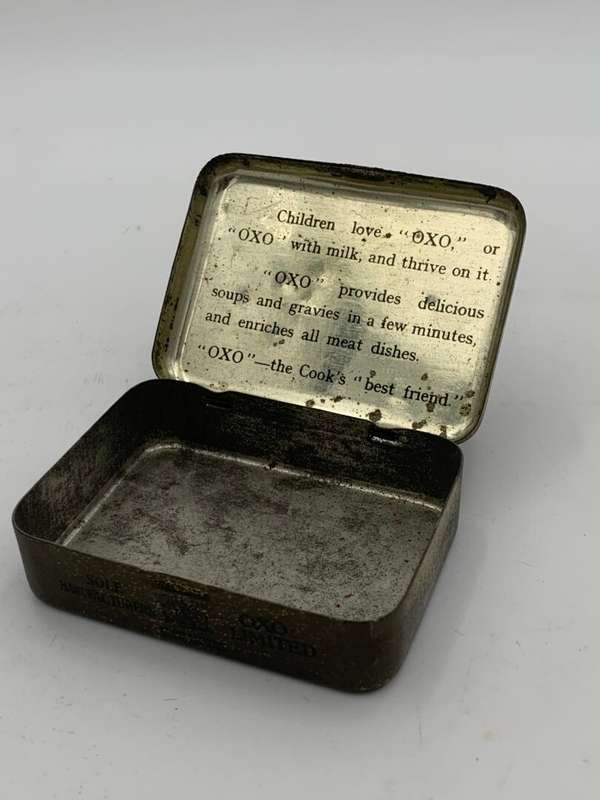 Children love "OXO," or
"OXO" with milk, and thrive on it.
"OXO" provides delicious
soups and gravies in a few minutes,
and enriches all meat dishes.
"OXO"—the Cook's "best friend."
SOLE
MANUFACTURERS
OXO
LIMITED